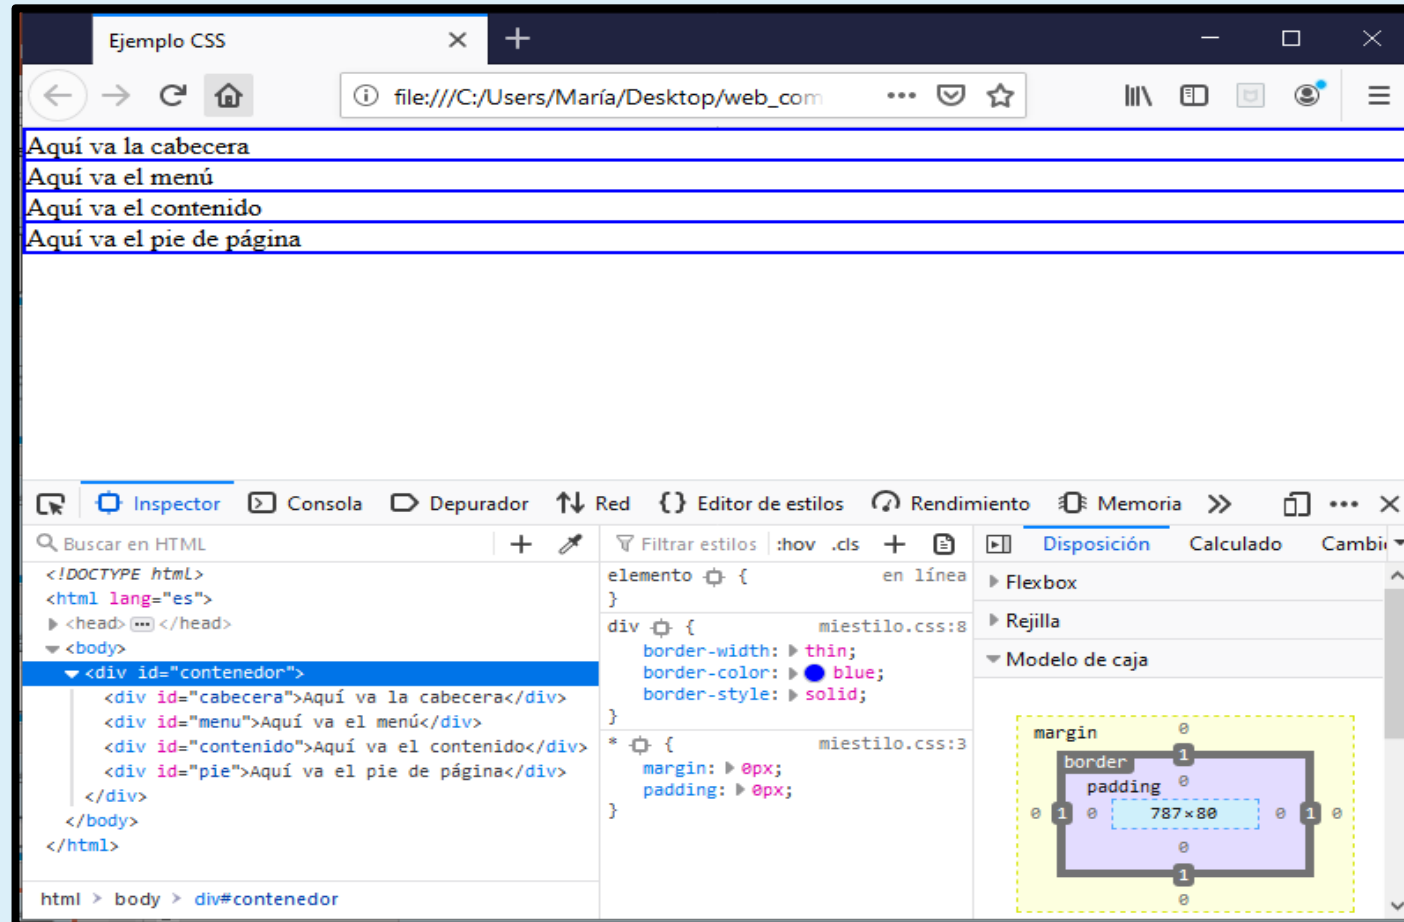 Ejemplo CSS
file:///C:/Users/María/Desktop/web_com
Aquí va la cabecera
Aquí va el menú
Aquí va el contenido
Aquí va el pie de página
Inspector Consola Depurador Red Editor de estilos Rendimiento Memoria
Buscar en HTML
<!DOCTYPE html>
<html lang="es">
<head> ••• </head>
<body>
<div id="contenedor">
<div id="cabecera">Aquí va la cabecera</div>
<div id="menu">Aquí va el menú</div>
<div id="contenido">Aquí va el contenido</div>
<div id="pie">Aquí va el pie de página</div>
</div>
</body>
</html>
html > body > div#contenedor
Filtrar estilos :hov .cls +
elemento { en línea
}
div { miestilo.css:8
border-width: thin;
border-color: blue;
border-style: solid;
}
* { miestilo.css:3
margin: 0px;
padding: 0px;
}
Disposición Calculado Cambi
Flexbox
Rejilla
Modelo de caja
margin 0
border 1
padding 0
0 1 0 787×80 0 1 0
0
1
0